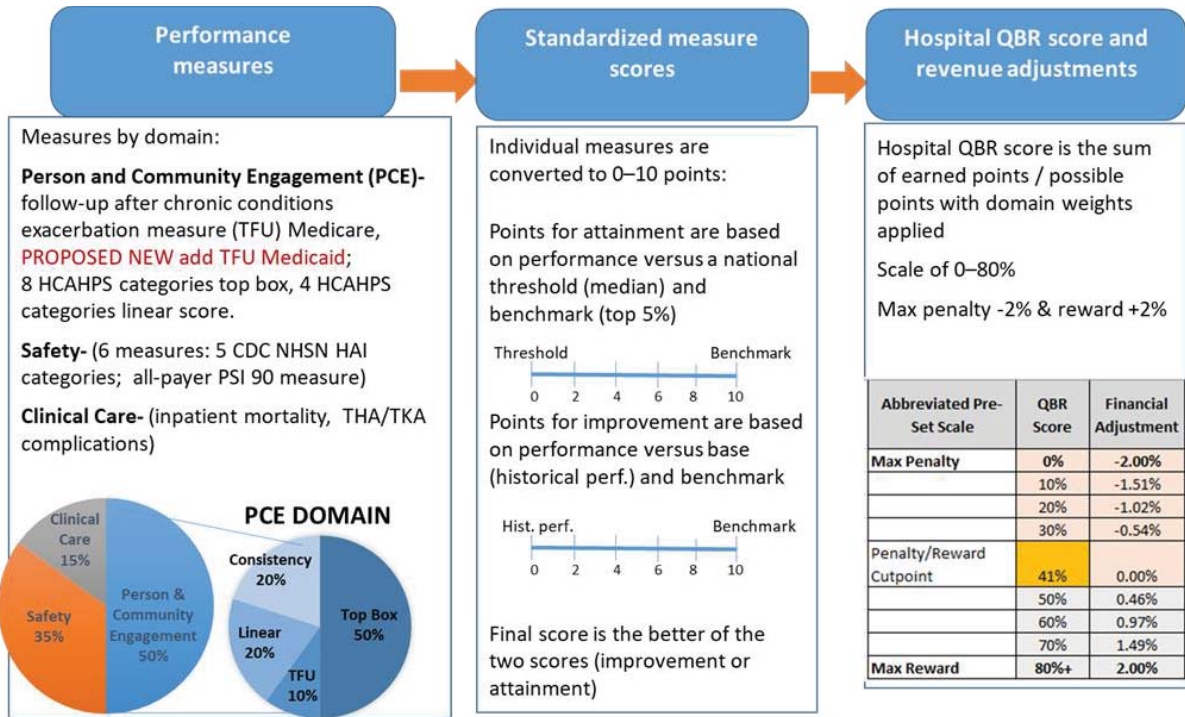 Performance
measures
Standardized measure
scores
Hospital QBR score and
revenue adjustments
Measures by domain:
Person and Community Engagement (PCE)-
follow-up after chronic conditions
exacerbation measure (TFU) Medicare,
PROPOSED NEW add TFU Medicaid;
8 HCAHPS categories top box, 4 HCAHPS
categories linear score.
Safety- (6 measures: 5 CDC NHSN HAI
categories; all-payer PSI 90 measure)
Clinical Care- (inpatient mortality, THA/TKA
complications)
Clinical
Care
15%
Safety
35%
Person &
Community
Engagement
50%
PCE DOMAIN
Consistency
20%
Linear
20%
TFU
10%
Top Box
50%
Individual measures are
converted to 0–10 points:
Points for attainment are based
on performance versus a national
threshold (median) and
benchmark (top 5%)
Threshold Benchmark
0 2 4 6 8 10
Points for improvement are based
on performance versus base
(historical perf.) and benchmark
Hist. perf. Benchmark
0 2 4 6 8 10
Final score is the better of the
two scores (improvement or
attainment)
Hospital QBR score is the sum
of earned points / possible
points with domain weights
applied
Scale of 0–80%
Max penalty -2% & reward +2%
Abbreviated Pre-
Set Scale
QBR
Score
Financial
Adjustment
Max Penalty 0% -2.00%
10% -1.51%
20% -1.02%
30% -0.54%
Penalty/Reward
Cutpoint 41% 0.00%
50% 0.46%
60% 0.97%
70% 1.49%
Max Reward 80%+ 2.00%